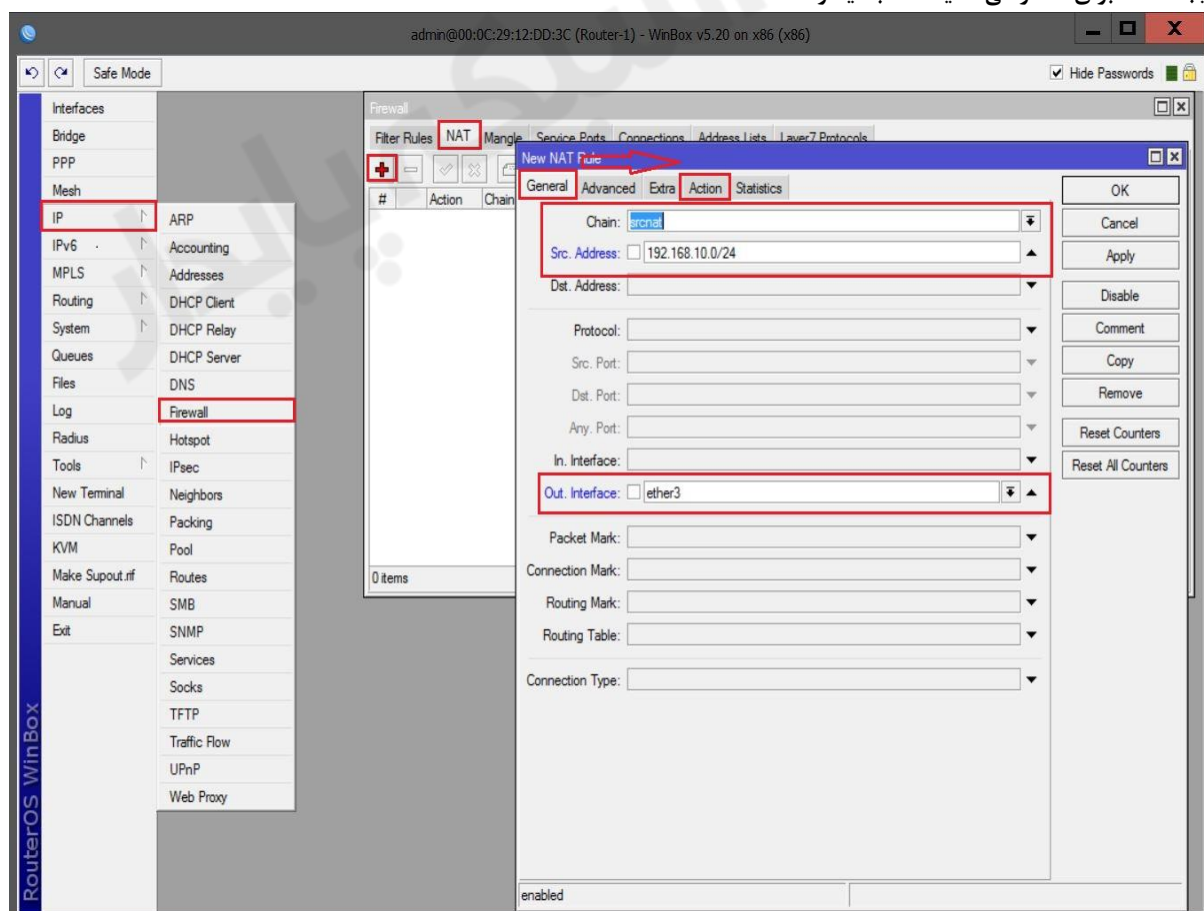 admin@00:0C:29:12:DD:3C (Router-1) - WinBox v5.20 on x86 (x86)
Safe Mode
Hide Passwords
Interfaces
Bridge
PPP
Mesh
IP
IPv6
MPLS
Routing
System
Queues
Files
Log
Radius
Tools
New Terminal
ISDN Channels
KVM
Make Supout.rif
Manual
Exit
RouterOS WinBox
ARP
Accounting
Addresses
DHCP Client
DHCP Relay
DHCP Server
DNS
Firewall
Hotspot
IPsec
Neighbors
Packing
Pool
Routes
SMB
SNMP
Services
Socks
TFTP
Traffic Flow
UPnP
Web Proxy
Firewall
Filter Rules NAT Mangle Service Ports Connections Address Lists Layer7 Protocols
# Action Chain
0 items
New NAT Rule
General Advanced Extra Action Statistics
Chain: srcnat
Src. Address: 192.168.10.0/24
Dst. Address:
Protocol:
Src. Port:
Dst. Port:
Any. Port:
In. Interface:
Out. Interface: ether3
Packet Mark:
Connection Mark:
Routing Mark:
Routing Table:
Connection Type:
enabled
OK
Cancel
Apply
Disable
Comment
Copy
Remove
Reset Counters
Reset All Counters